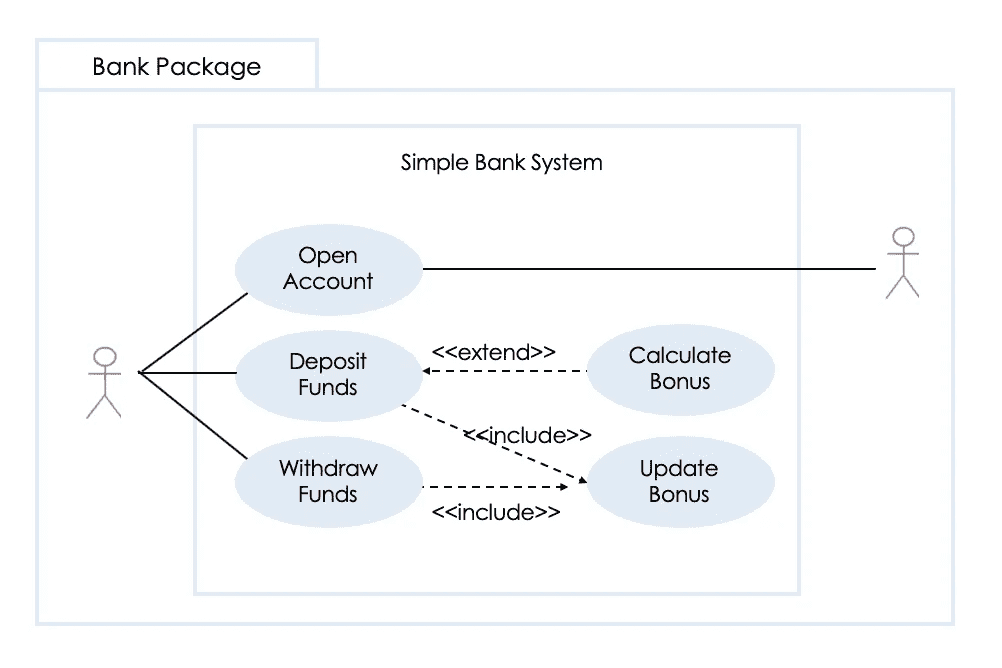 Bank Package
Simple Bank System
Open
Account
Deposit
Funds
<<extend>>
Calculate
Bonus
<<include>>
Withdraw
Funds
<<include>>
Update
Bonus